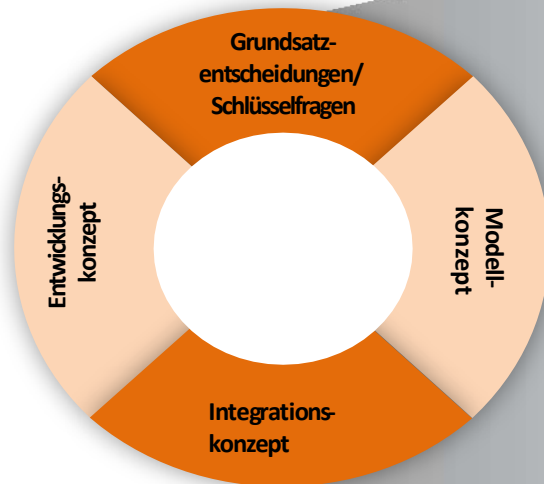 Grundsatz-
entscheidungen/
Schlüsselfragen
Entwicklungs-
konzept
Modell-
konzept
Integrations-
konzept